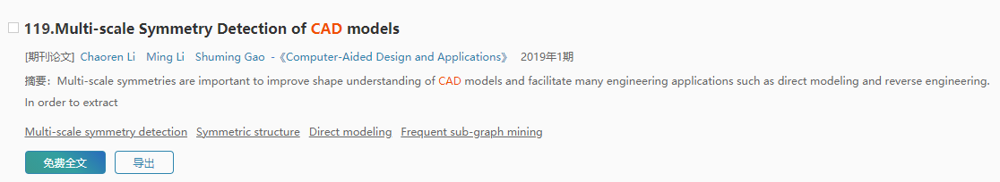 119.Multi-scale Symmetry Detection of CAD models
[期刊论文] Chaoren Li Ming Li Shuming Gao -《Computer-Aided Design and Applications》 2019年1期
摘要：Multi-scale symmetries are important to improve shape understanding of CAD models and facilitate many engineering applications such as direct modeling and reverse engineering.
In order to extract
Multi-scale symmetry detection Symmetric structure Direct modeling Frequent sub-graph mining
免费全文 导出